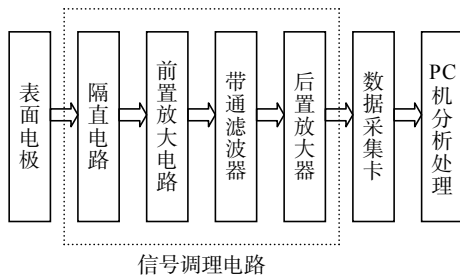 表面电极
隔直电路
前置放大电路
带通滤波器
后置放大器
数据采集卡
PC机分析处理
信号调理电路